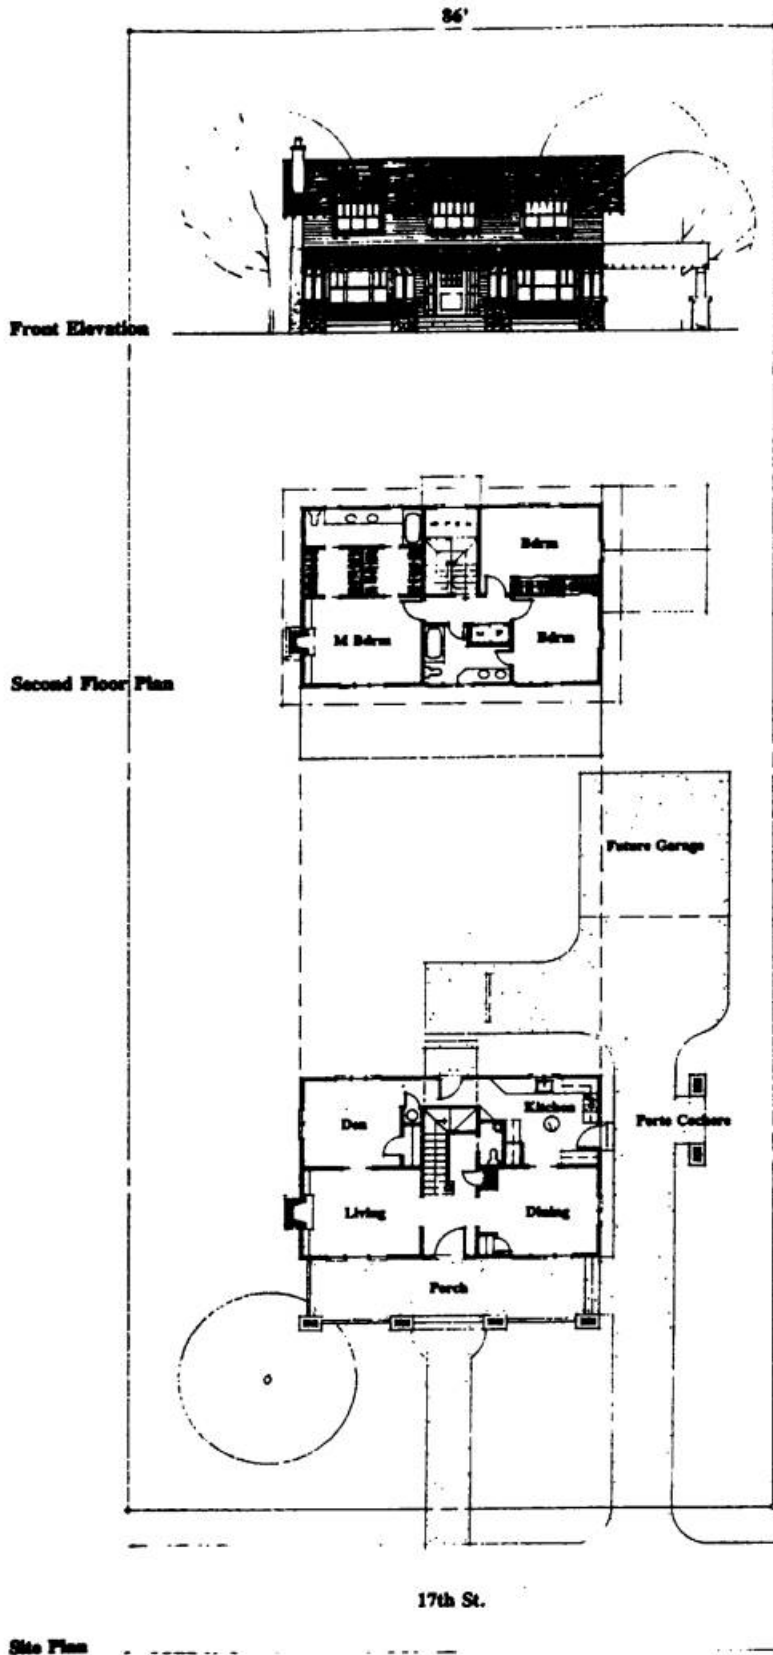 86'
Front Elevation
Bdrm
M Bdrm
Bdrm
Second Floor Plan
Future Garage
Kitchen
Den
Porte Cochere
Living
Dining
Porch
17th St.
Site Plan